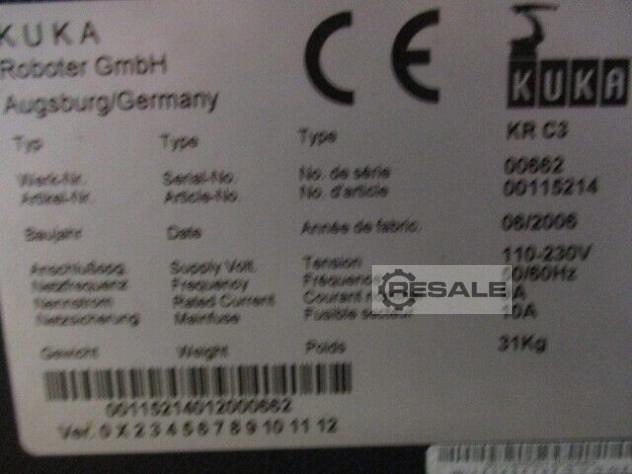 KUKA
Roboter GmbH
Augsburg/Germany
CE
KUKA
Typ Type Type KR C3
Werk-Nr. Serial-No. No. de série 00662
Artikel-Nr. Article-No. No. d'article 00115214
Baujahr Date Année de fabric. 06/2006
Supply Volt. Tension 110-230V
Netzfrequenz Frequency /60Hz
Nennstrom Rated Current Courant A
Netzsicherung Mainfuse Fusible secteur 10A
Gewicht Weight Poids 31Kg
RESALE
00115214012000662
Ver. 0 X 2 3 4 5 6 7 8 9 10 11 12